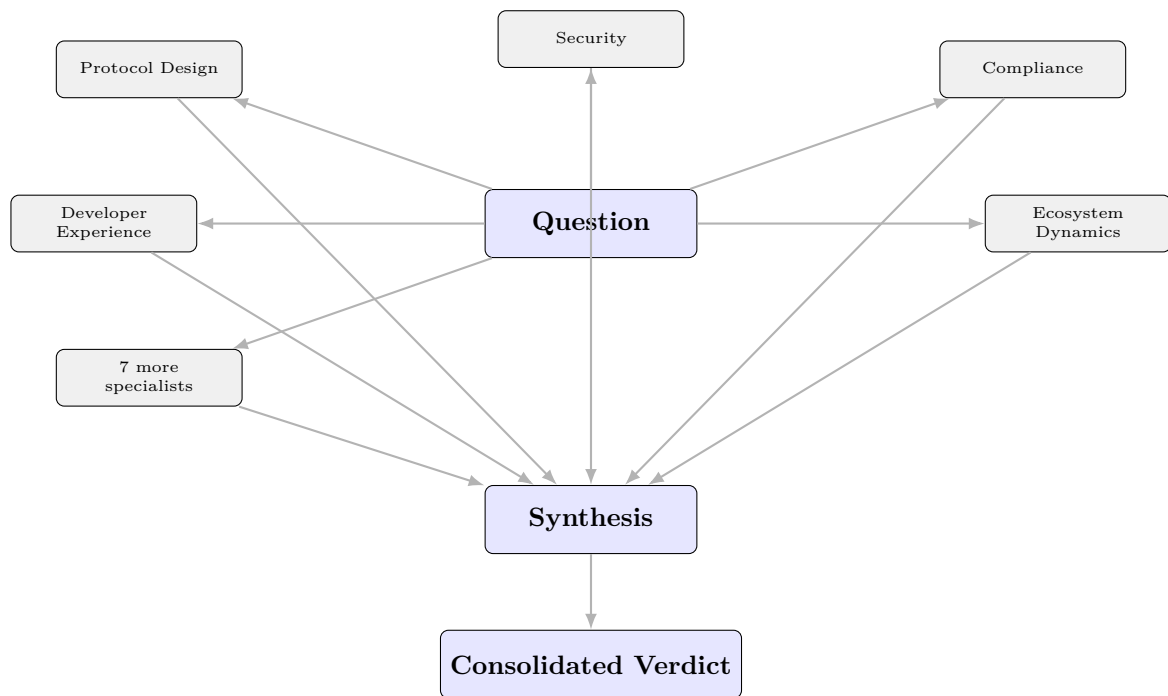 Security
Protocol Design
Compliance
Question
Developer
Experience
Ecosystem
Dynamics
7 more
specialists
Synthesis
Consolidated Verdict